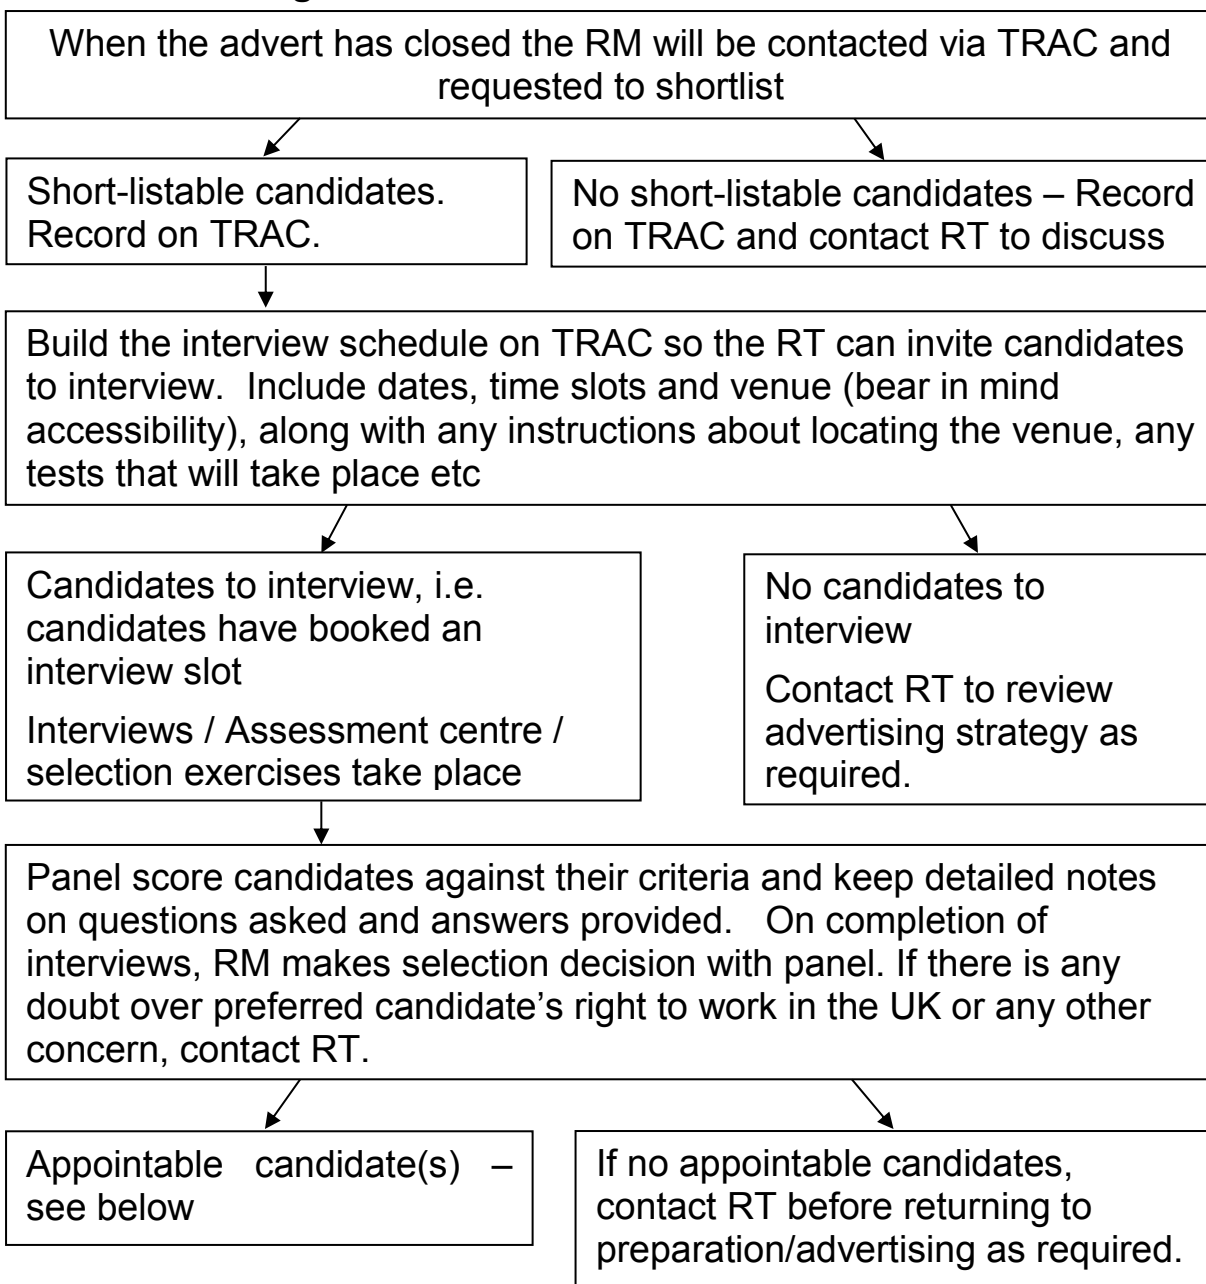 When the advert has closed the RM will be contacted via TRAC and
requested to shortlist
Short-listable candidates.
Record on TRAC.
No short-listable candidates – Record
on TRAC and contact RT to discuss
Build the interview schedule on TRAC so the RT can invite candidates
to interview.  Include dates, time slots and venue (bear in mind
accessibility), along with any instructions about locating the venue, any
tests that will take place etc
Candidates to interview, i.e.
candidates have booked an
interview slot
Interviews / Assessment centre /
selection exercises take place
No candidates to
interview
Contact RT to review
advertising strategy as
required.
Panel score candidates against their criteria and keep detailed notes
on questions asked and answers provided.   On completion of
interviews, RM makes selection decision with panel. If there is any
doubt over preferred candidate’s right to work in the UK or any other
concern, contact RT.
Appointable candidate(s) –
see below
If no appointable candidates,
contact RT before returning to
preparation/advertising as required.